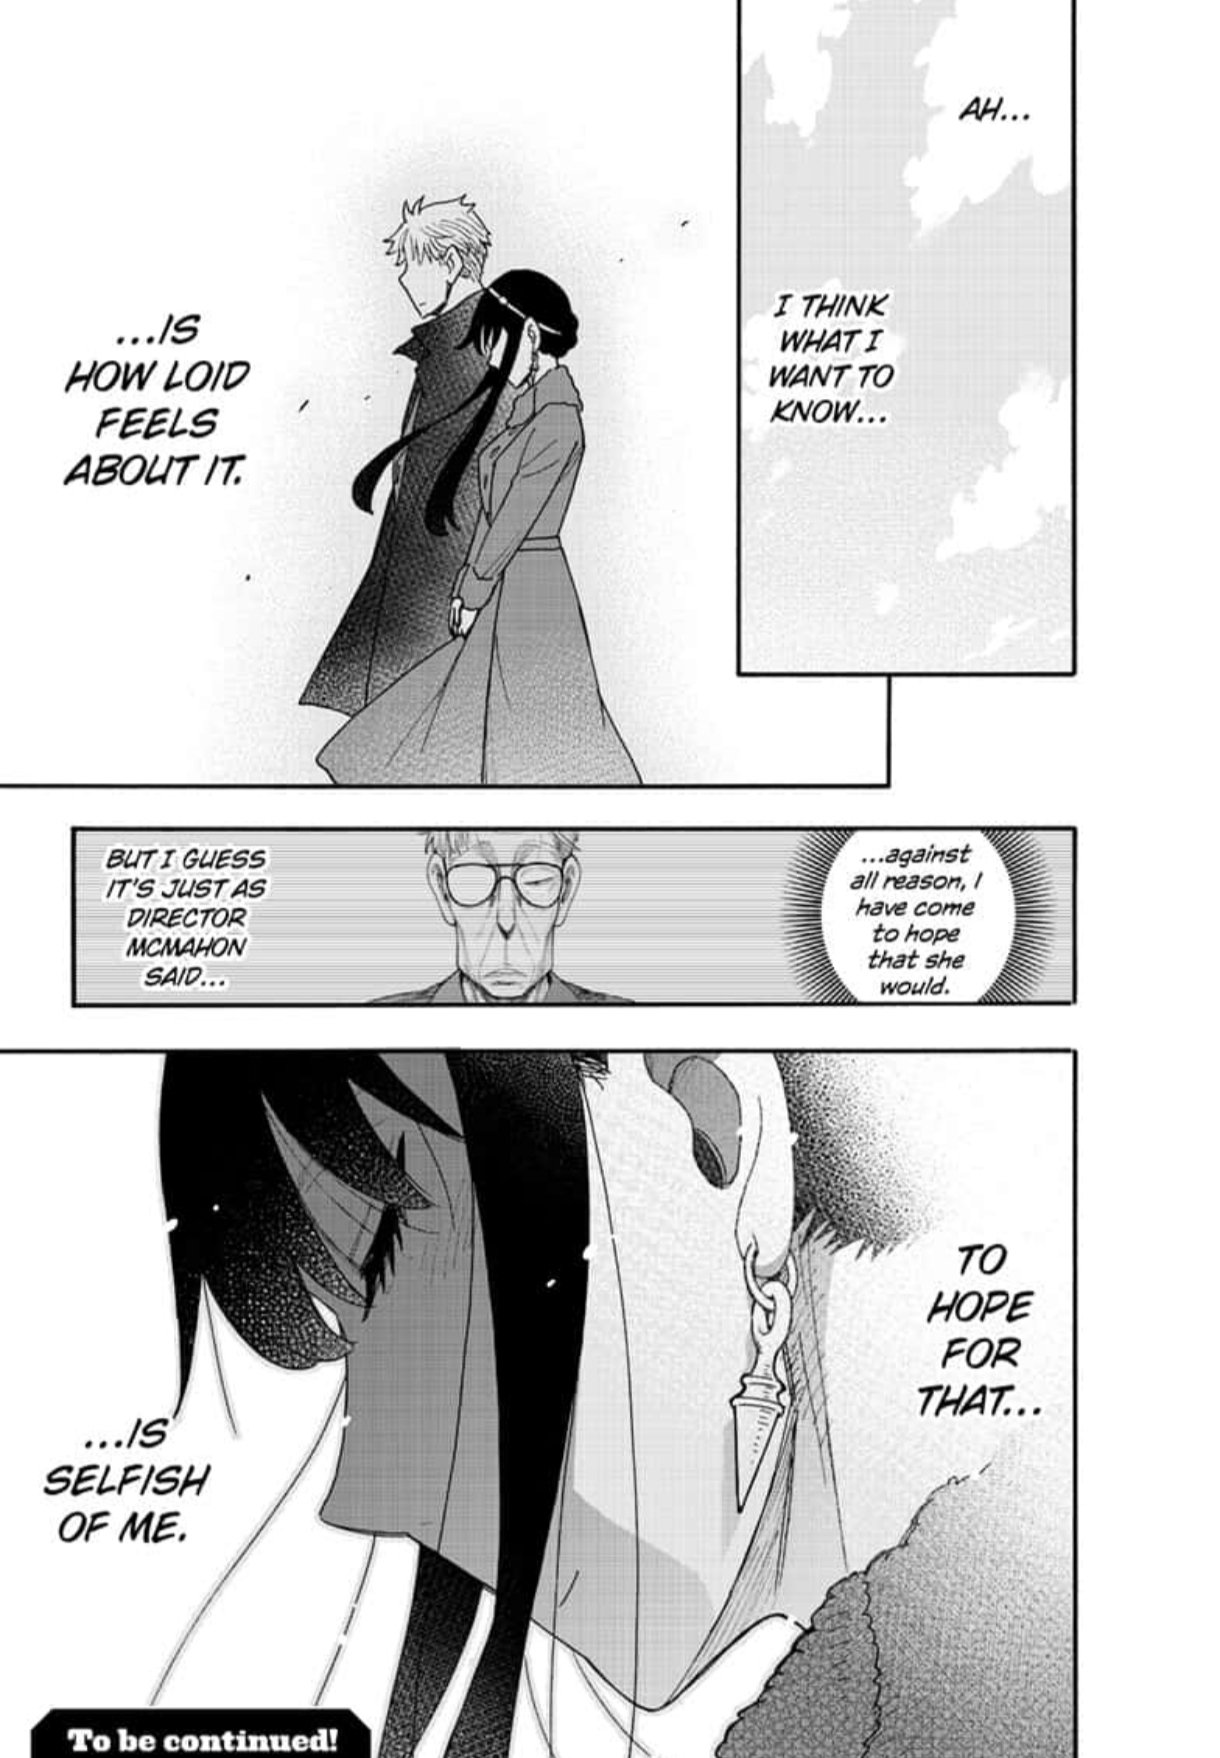 AH...
I THINK
WHAT I
WANT TO
KNOW...
...IS
HOW LOID
FEELS
ABOUT IT.
...against
all reason, I
have come
to hope
that she
would.
BUT I GUESS
IT'S JUST AS
DIRECTOR
MCMAHON
SAID...
TO
HOPE
FOR
THAT...
...IS
SELFISH
OF ME.
To be continued!